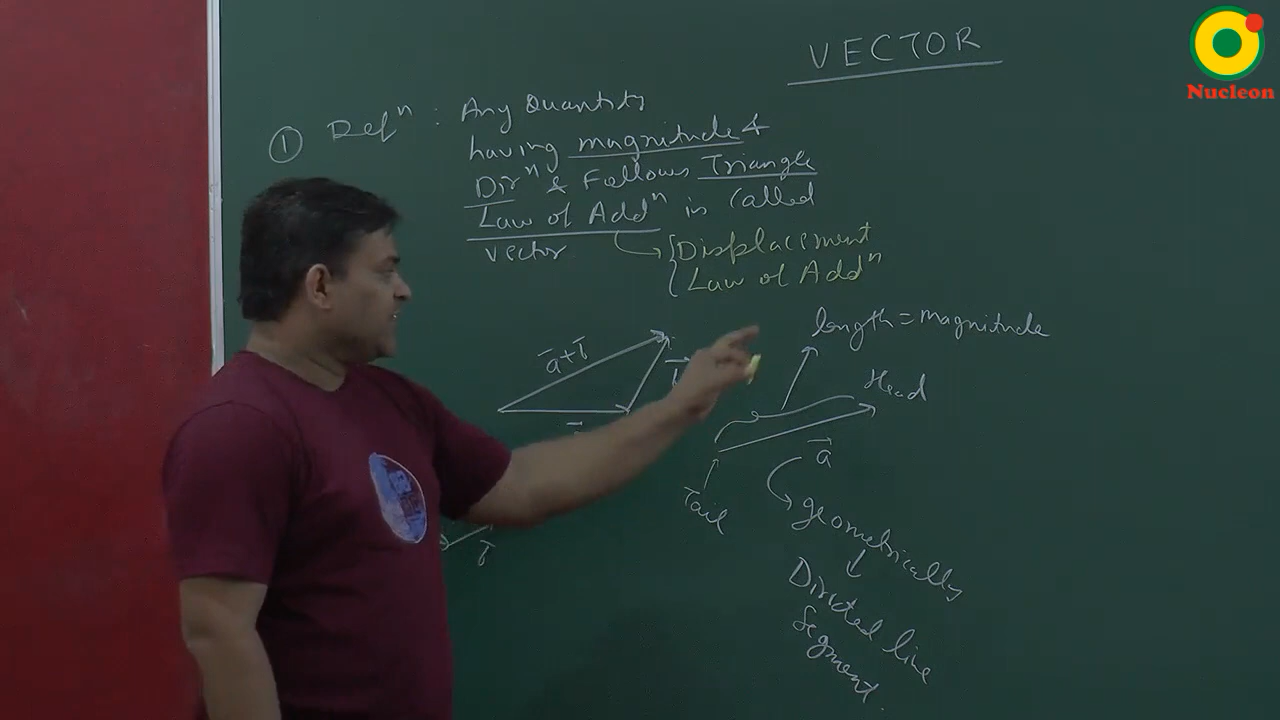 VECTOR
Nucleon
① Defⁿ : Any Quantity
having magnitude &
Dirⁿ & Follows Triangle
Law of Addⁿ is called
vector
{Displacement
Law of Addⁿ
a⃗+b⃗
b⃗
length = magnitude
Head
a⃗
Tail
geometrically
Directed line
Segment.